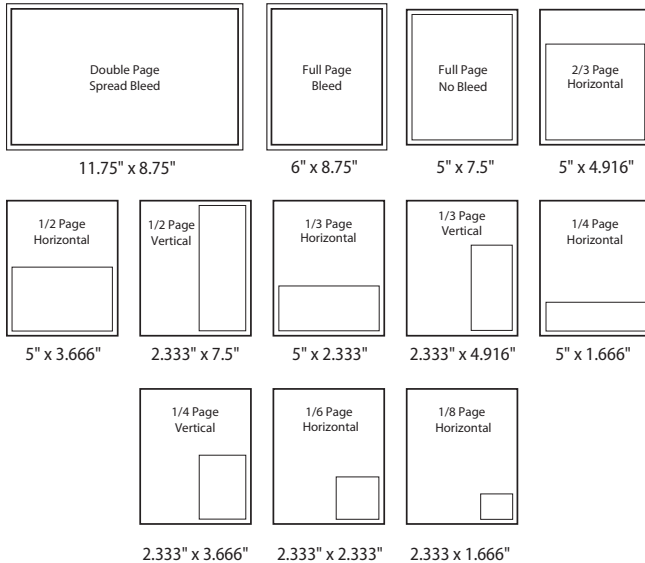 Double Page
Spread Bleed
11.75" x 8.75"
Full Page
Bleed
6" x 8.75"
Full Page
No Bleed
5" x 7.5"
2/3 Page
Horizontal
5" x 4.916"
1/2 Page
Horizontal
5" x 3.666"
1/2 Page
Vertical
2.333" x 7.5"
1/3 Page
Horizontal
5" x 2.333"
1/3 Page
Vertical
2.333" x 4.916"
1/4 Page
Horizontal
5" x 1.666"
1/4 Page
Vertical
2.333" x 3.666"
1/6 Page
Horizontal
2.333" x 2.333"
1/8 Page
Horizontal
2.333 x 1.666"